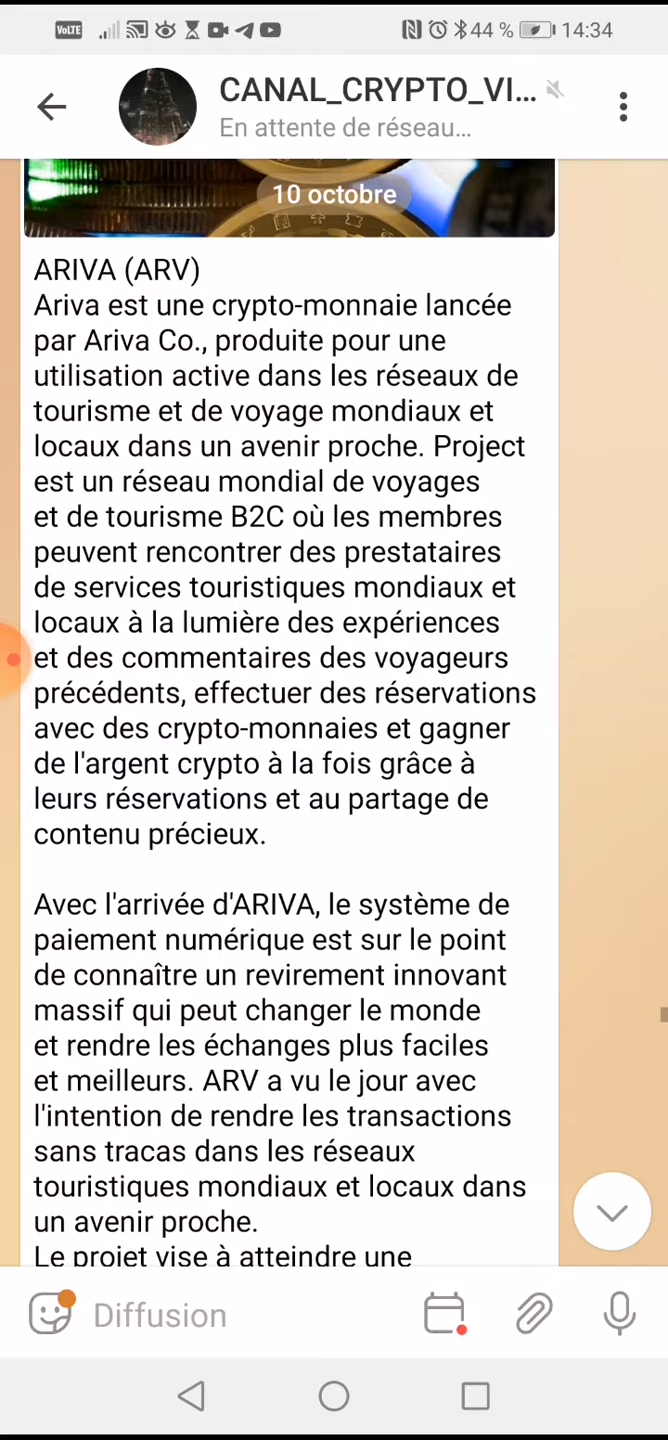 VoLTE
44 %
14:34
CANAL_CRYPTO_VI...
En attente de réseau...
10 octobre
ARIVA (ARV)
Ariva est une crypto-monnaie lancée
par Ariva Co., produite pour une
utilisation active dans les réseaux de
tourisme et de voyage mondiaux et
locaux dans un avenir proche. Project
est un réseau mondial de voyages
et de tourisme B2C où les membres
peuvent rencontrer des prestataires
de services touristiques mondiaux et
locaux à la lumière des expériences
et des commentaires des voyageurs
précédents, effectuer des réservations
avec des crypto-monnaies et gagner
de l'argent crypto à la fois grâce à
leurs réservations et au partage de
contenu précieux.
Avec l'arrivée d'ARIVA, le système de
paiement numérique est sur le point
de connaître un revirement innovant
massif qui peut changer le monde
et rendre les échanges plus faciles
et meilleurs. ARV a vu le jour avec
l'intention de rendre les transactions
sans tracas dans les réseaux
touristiques mondiaux et locaux dans
un avenir proche.
Le projet vise à atteindre une
Diffusion